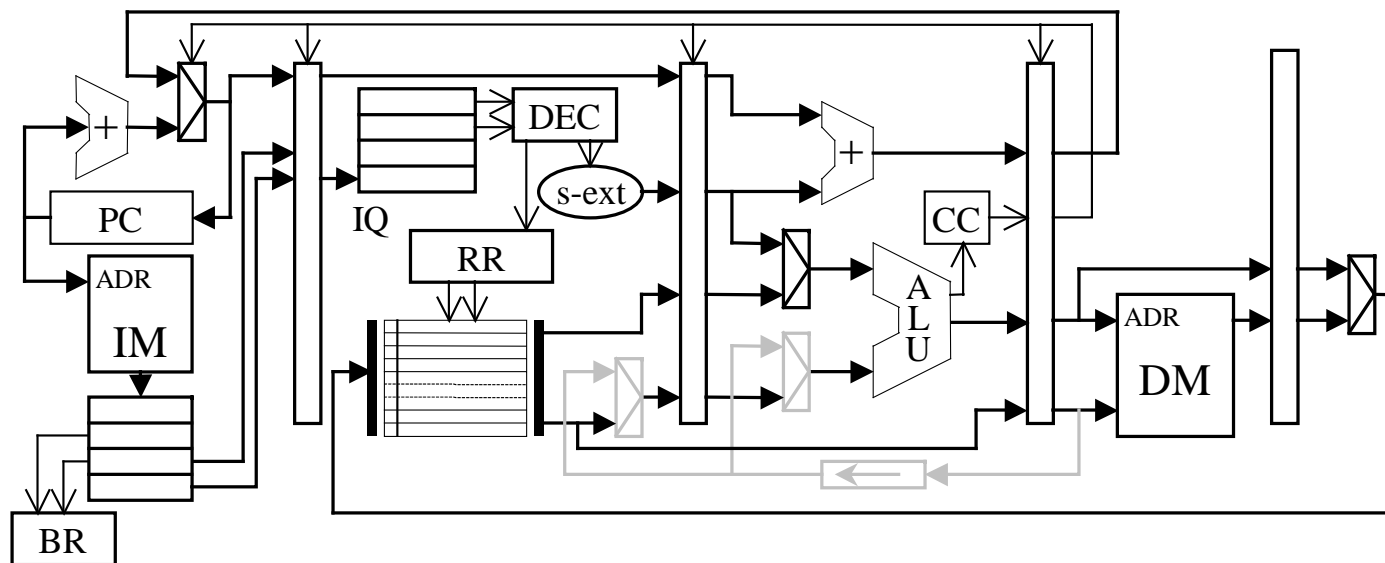 +
PC
ADR
IM
BR
IQ
DEC
s-ext
RR
+
CC
A
L
U
ADR
DM